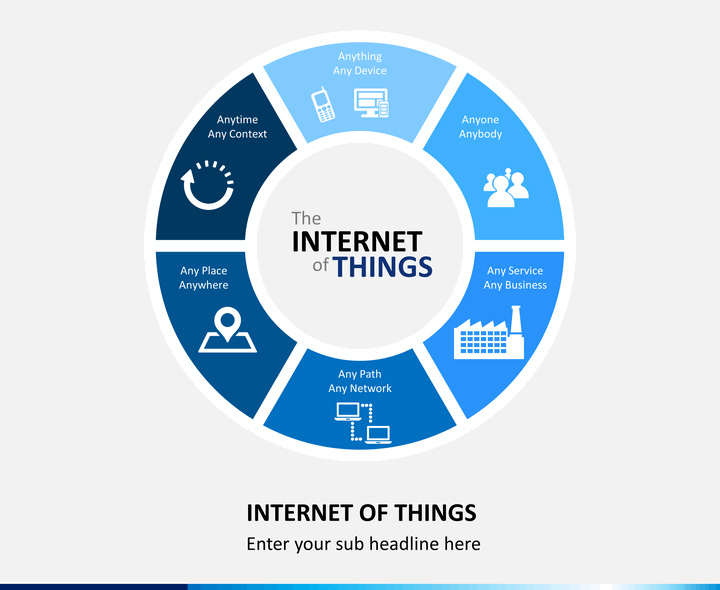 Anything
Any Device
Anytime
Any Context
Anyone
Anybody
The
INTERNET
of THINGS
Any Place
Anywhere
Any Service
Any Business
Any Path
Any Network
INTERNET OF THINGS
Enter your sub headline here